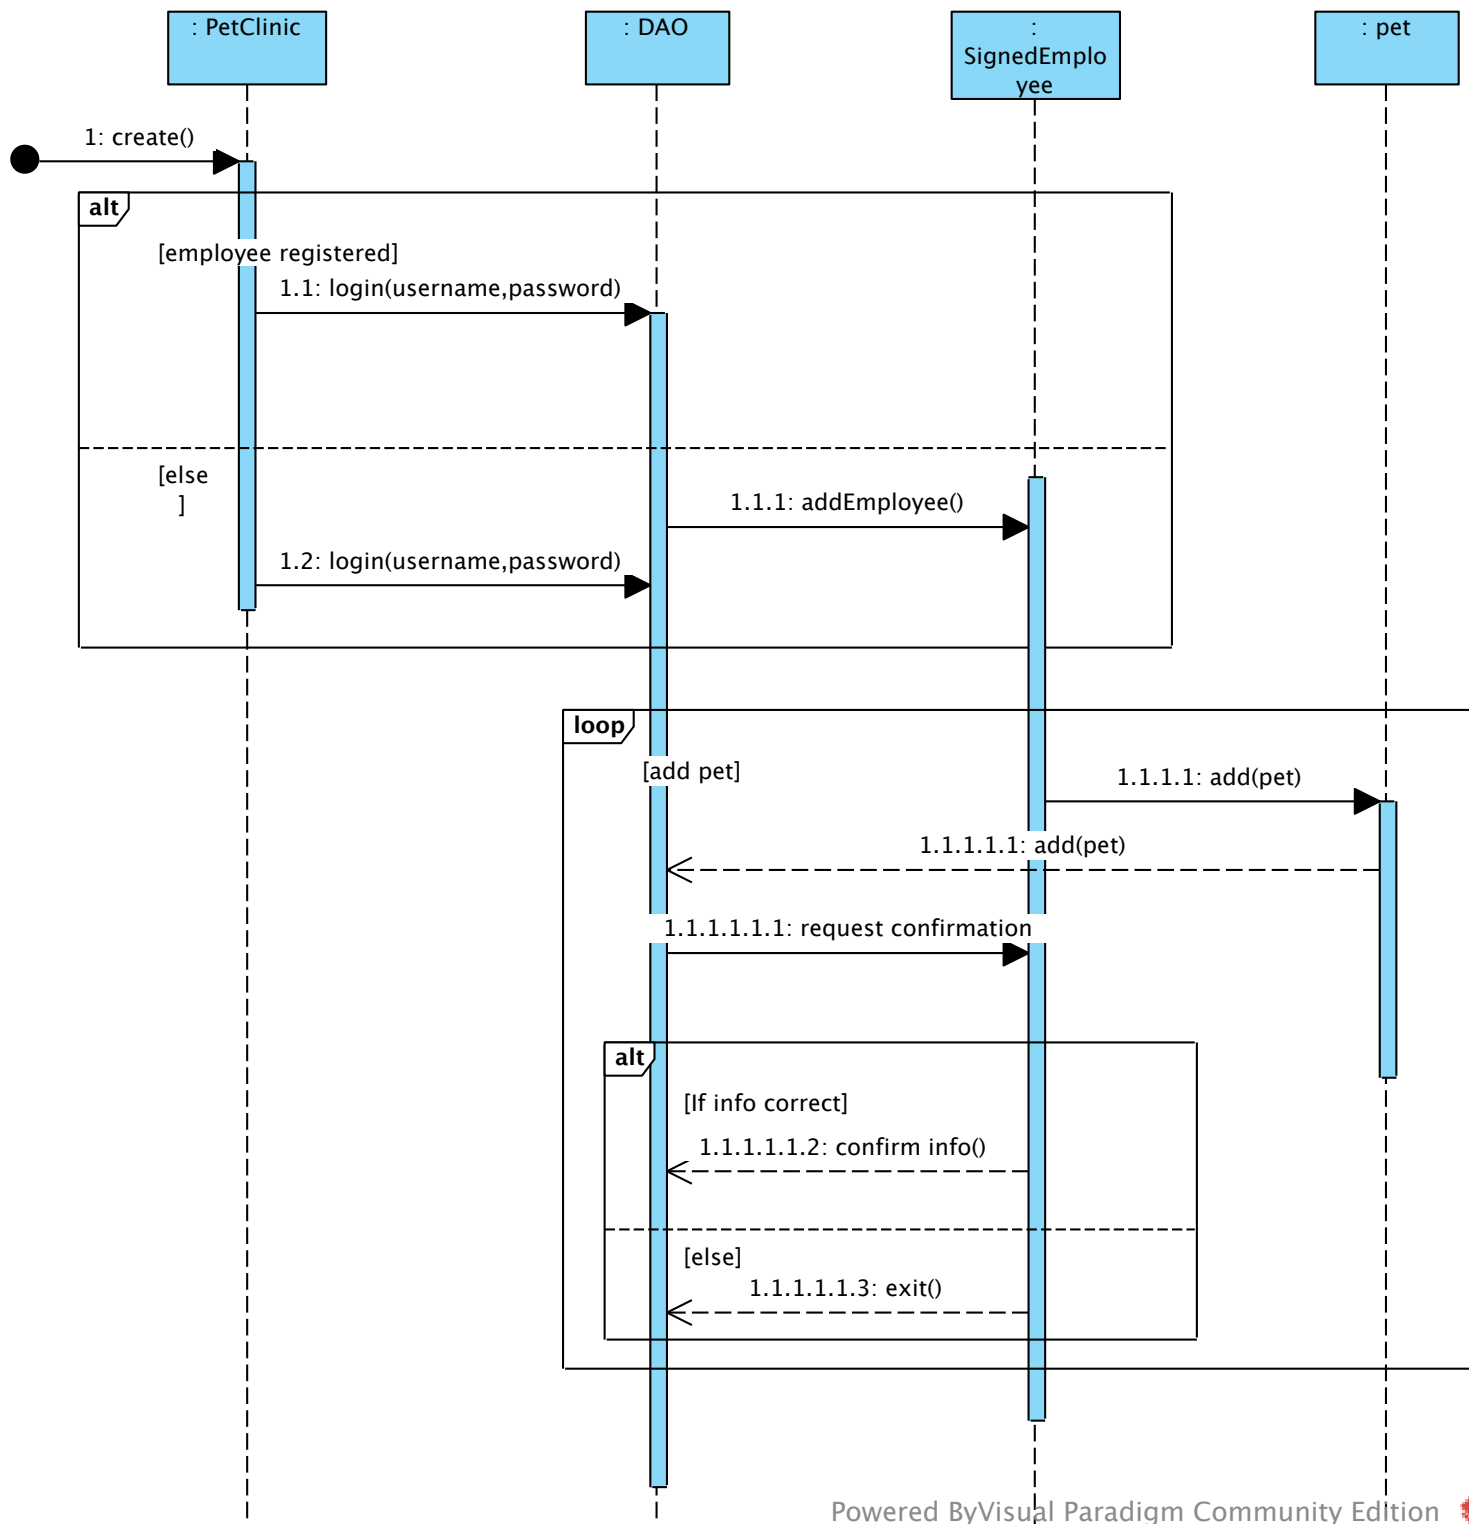 : PetClinic
: DAO
:
SignedEmplo
yee
: pet
1: create()
alt
[employee registered]
1.1: login(username,password)
[else
]
1.1.1: addEmployee()
1.2: login(username,password)
loop
[add pet]
1.1.1.1: add(pet)
1.1.1.1.1: add(pet)
1.1.1.1.1.1: request confirmation
alt
[If info correct]
1.1.1.1.1.2: confirm info()
[else]
1.1.1.1.1.3: exit()
Powered ByVisual Paradigm Community Edition